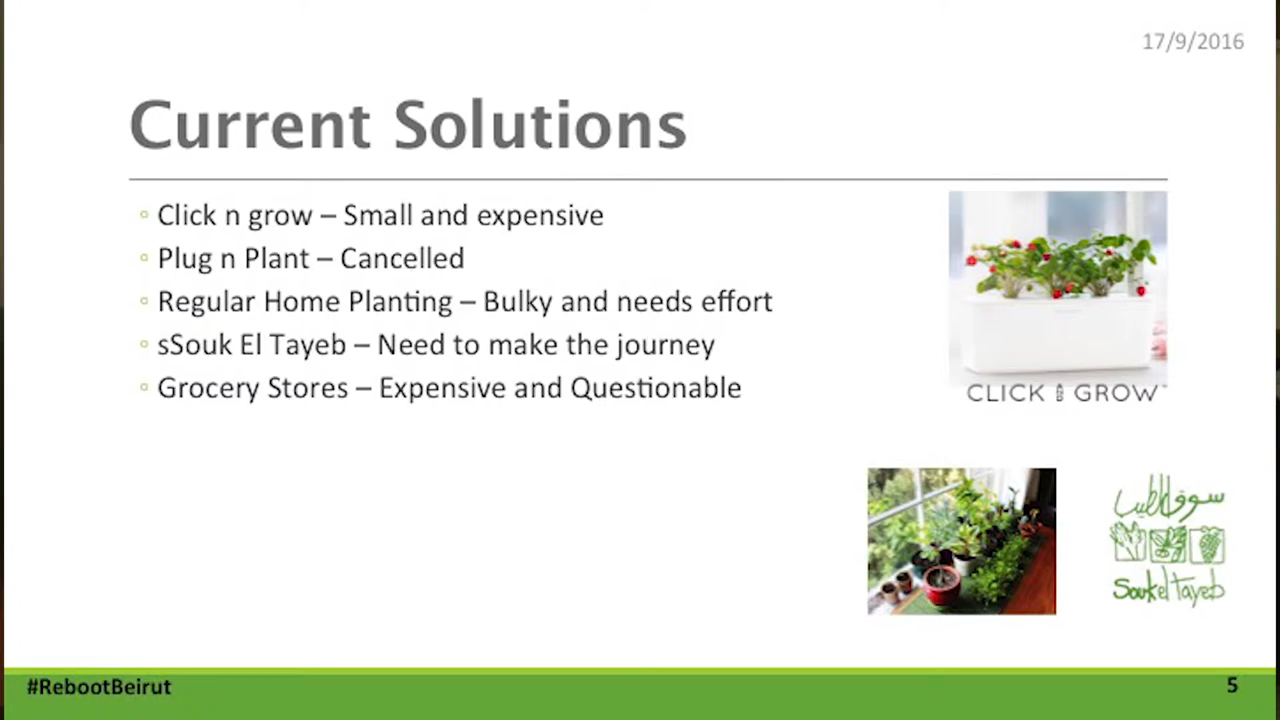 17/9/2016
Current Solutions
◦ Click n grow – Small and expensive
◦ Plug n Plant – Cancelled
◦ Regular Home Planting – Bulky and needs effort
◦ sSouk El Tayeb – Need to make the journey
◦ Grocery Stores – Expensive and Questionable
CLICK & GROW
سوق الطيب
Souk el tayeb
#RebootBeirut
5